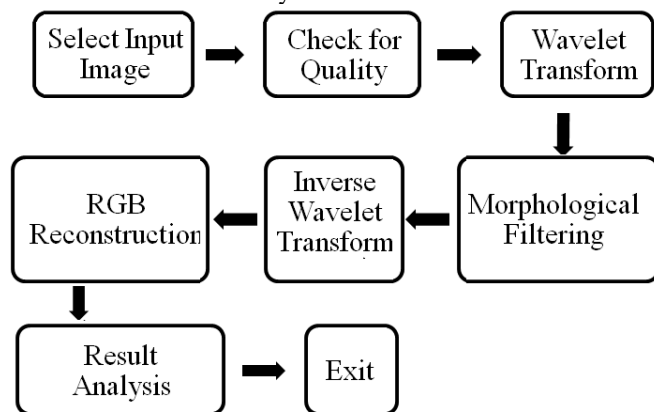 Select Input
Image
Check for
Quality
Wavelet
Transform
Morphological
Filtering
Inverse
Wavelet
Transform
RGB
Reconstruction
Result
Analysis
Exit